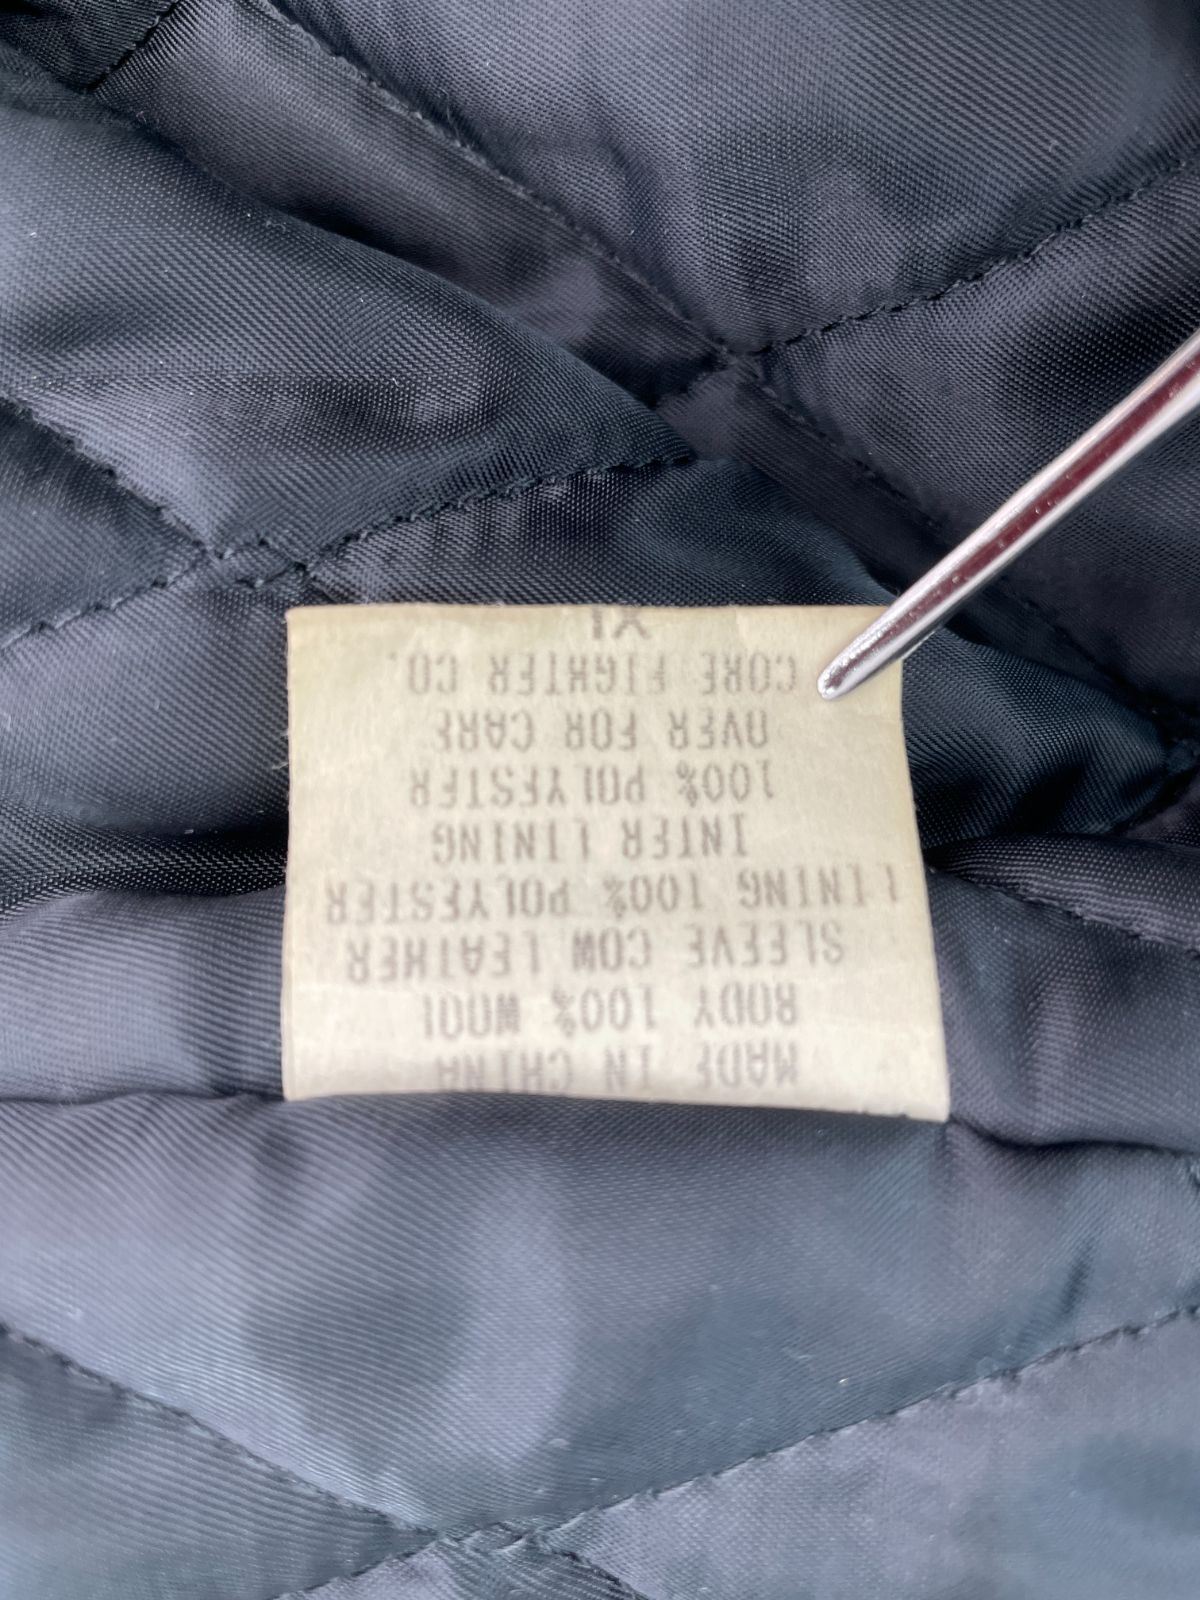 MADE IN CHINA
BODY 100% WOOL
SLEEVE COW LEATHER
LINING 100% POLYESTER
INTER LINING
100% POLYESTER
OVER FOR CARE
CORE FIGHTER CO.
XL